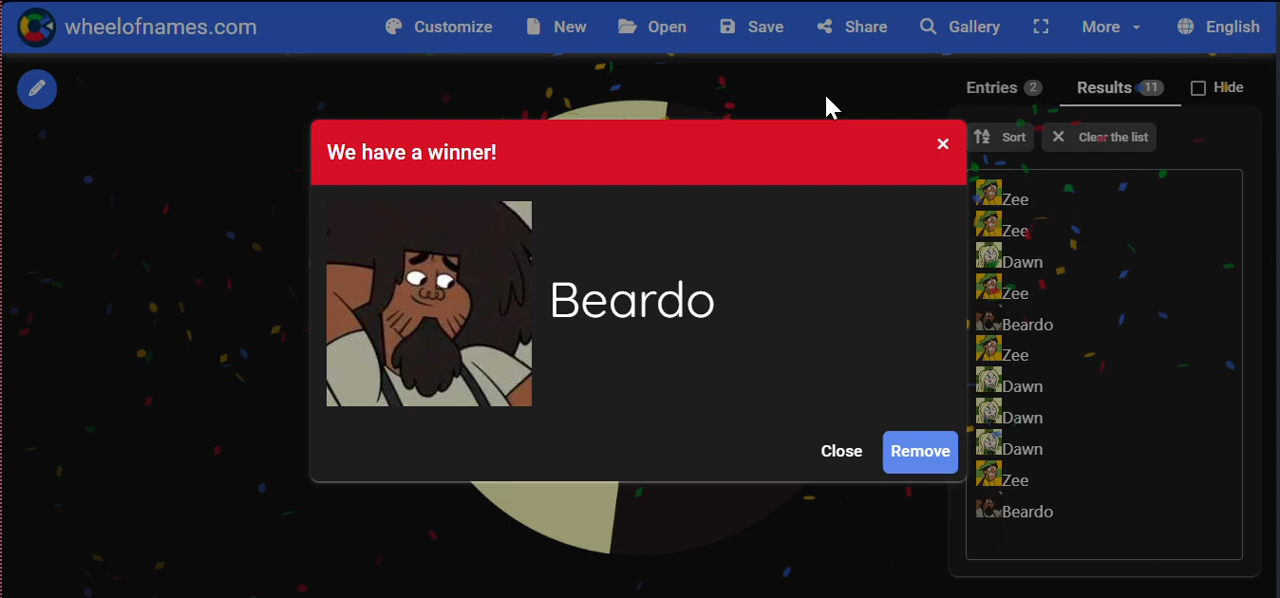 wheelofnames.com Customize New Open Save Share Gallery More English
Entries 2 Results 11 Hide
We have a winner!
Sort Clear the list
Beardo
Close Remove
Zee
Zee
Dawn
Zee
Beardo
Zee
Dawn
Dawn
Dawn
Zee
Beardo